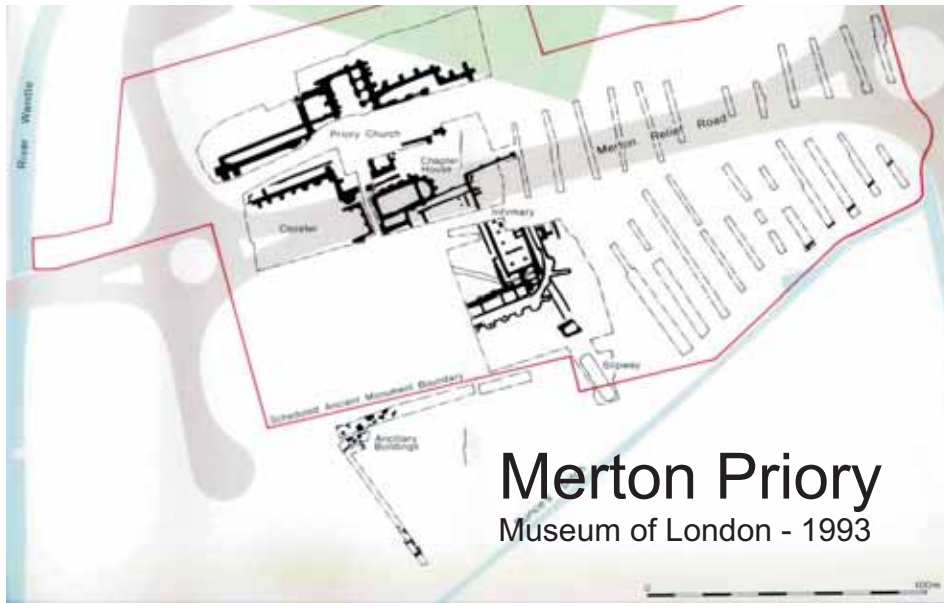 River Wandle
Priory Church
Chapter
House
Merton Relief Road
Cloister
Infirmary
Slipway
Scheduled Ancient Monument Boundary
Ancillary
Buildings
Merton Priory
Museum of London - 1993
0
100m